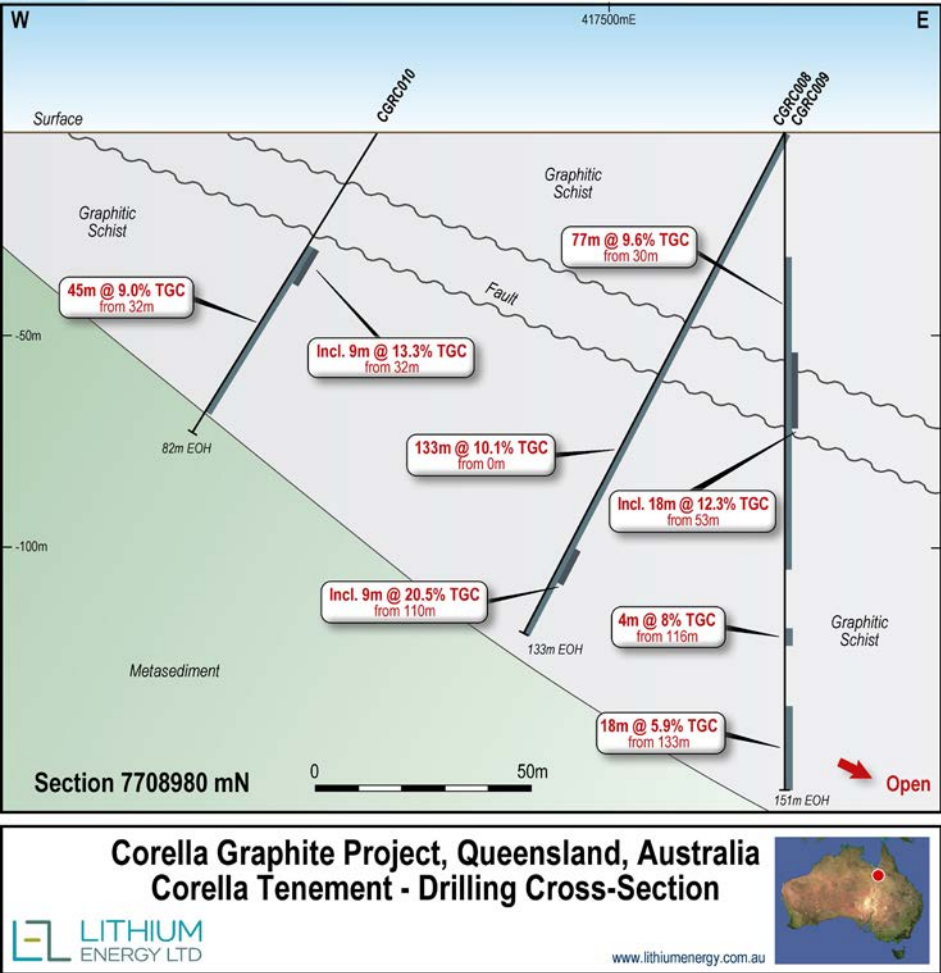 W
417500mE
E
CGRC010
CGRC008
CGRC009
Surface
Graphitic
Schist
Graphitic
Schist
77m @ 9.6% TGC
from 30m
45m @ 9.0% TGC
from 32m
Fault
-50m
Incl. 9m @ 13.3% TGC
from 32m
82m EOH
133m @ 10.1% TGC
from 0m
Incl. 18m @ 12.3% TGC
from 53m
-100m
Incl. 9m @ 20.5% TGC
from 110m
4m @ 8% TGC
from 116m
Graphitic
Schist
133m EOH
Metasediment
18m @ 5.9% TGC
from 133m
Section 7708980 mN
0
50m
Open
151m EOH
Corella Graphite Project, Queensland, Australia
Corella Tenement - Drilling Cross-Section
LEL
LITHIUM
ENERGY LTD
www.lithiumenergy.com.au